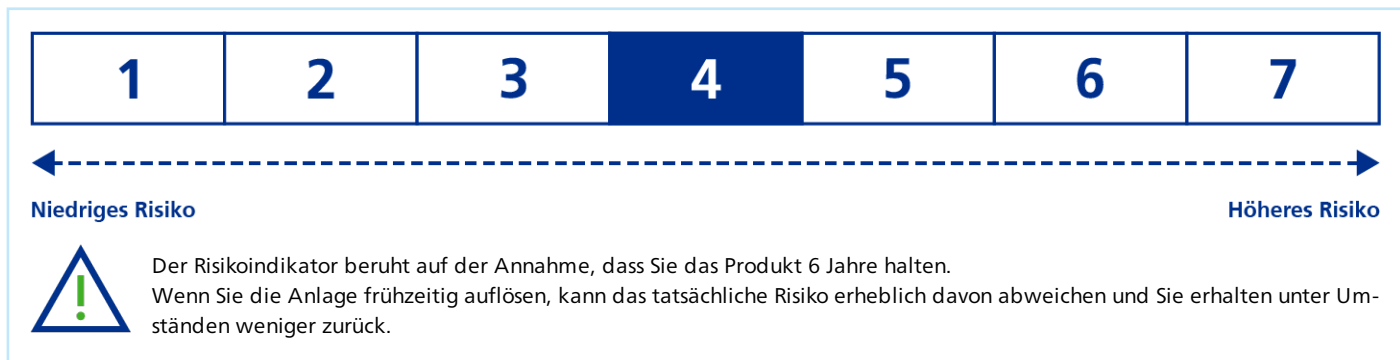 1 2 3 4 5 6 7
Niedriges Risiko Höheres Risiko
Der Risikoindikator beruht auf der Annahme, dass Sie das Produkt 6 Jahre halten.
Wenn Sie die Anlage frühzeitig auflösen, kann das tatsächliche Risiko erheblich davon abweichen und Sie erhalten unter Um-
ständen weniger zurück.